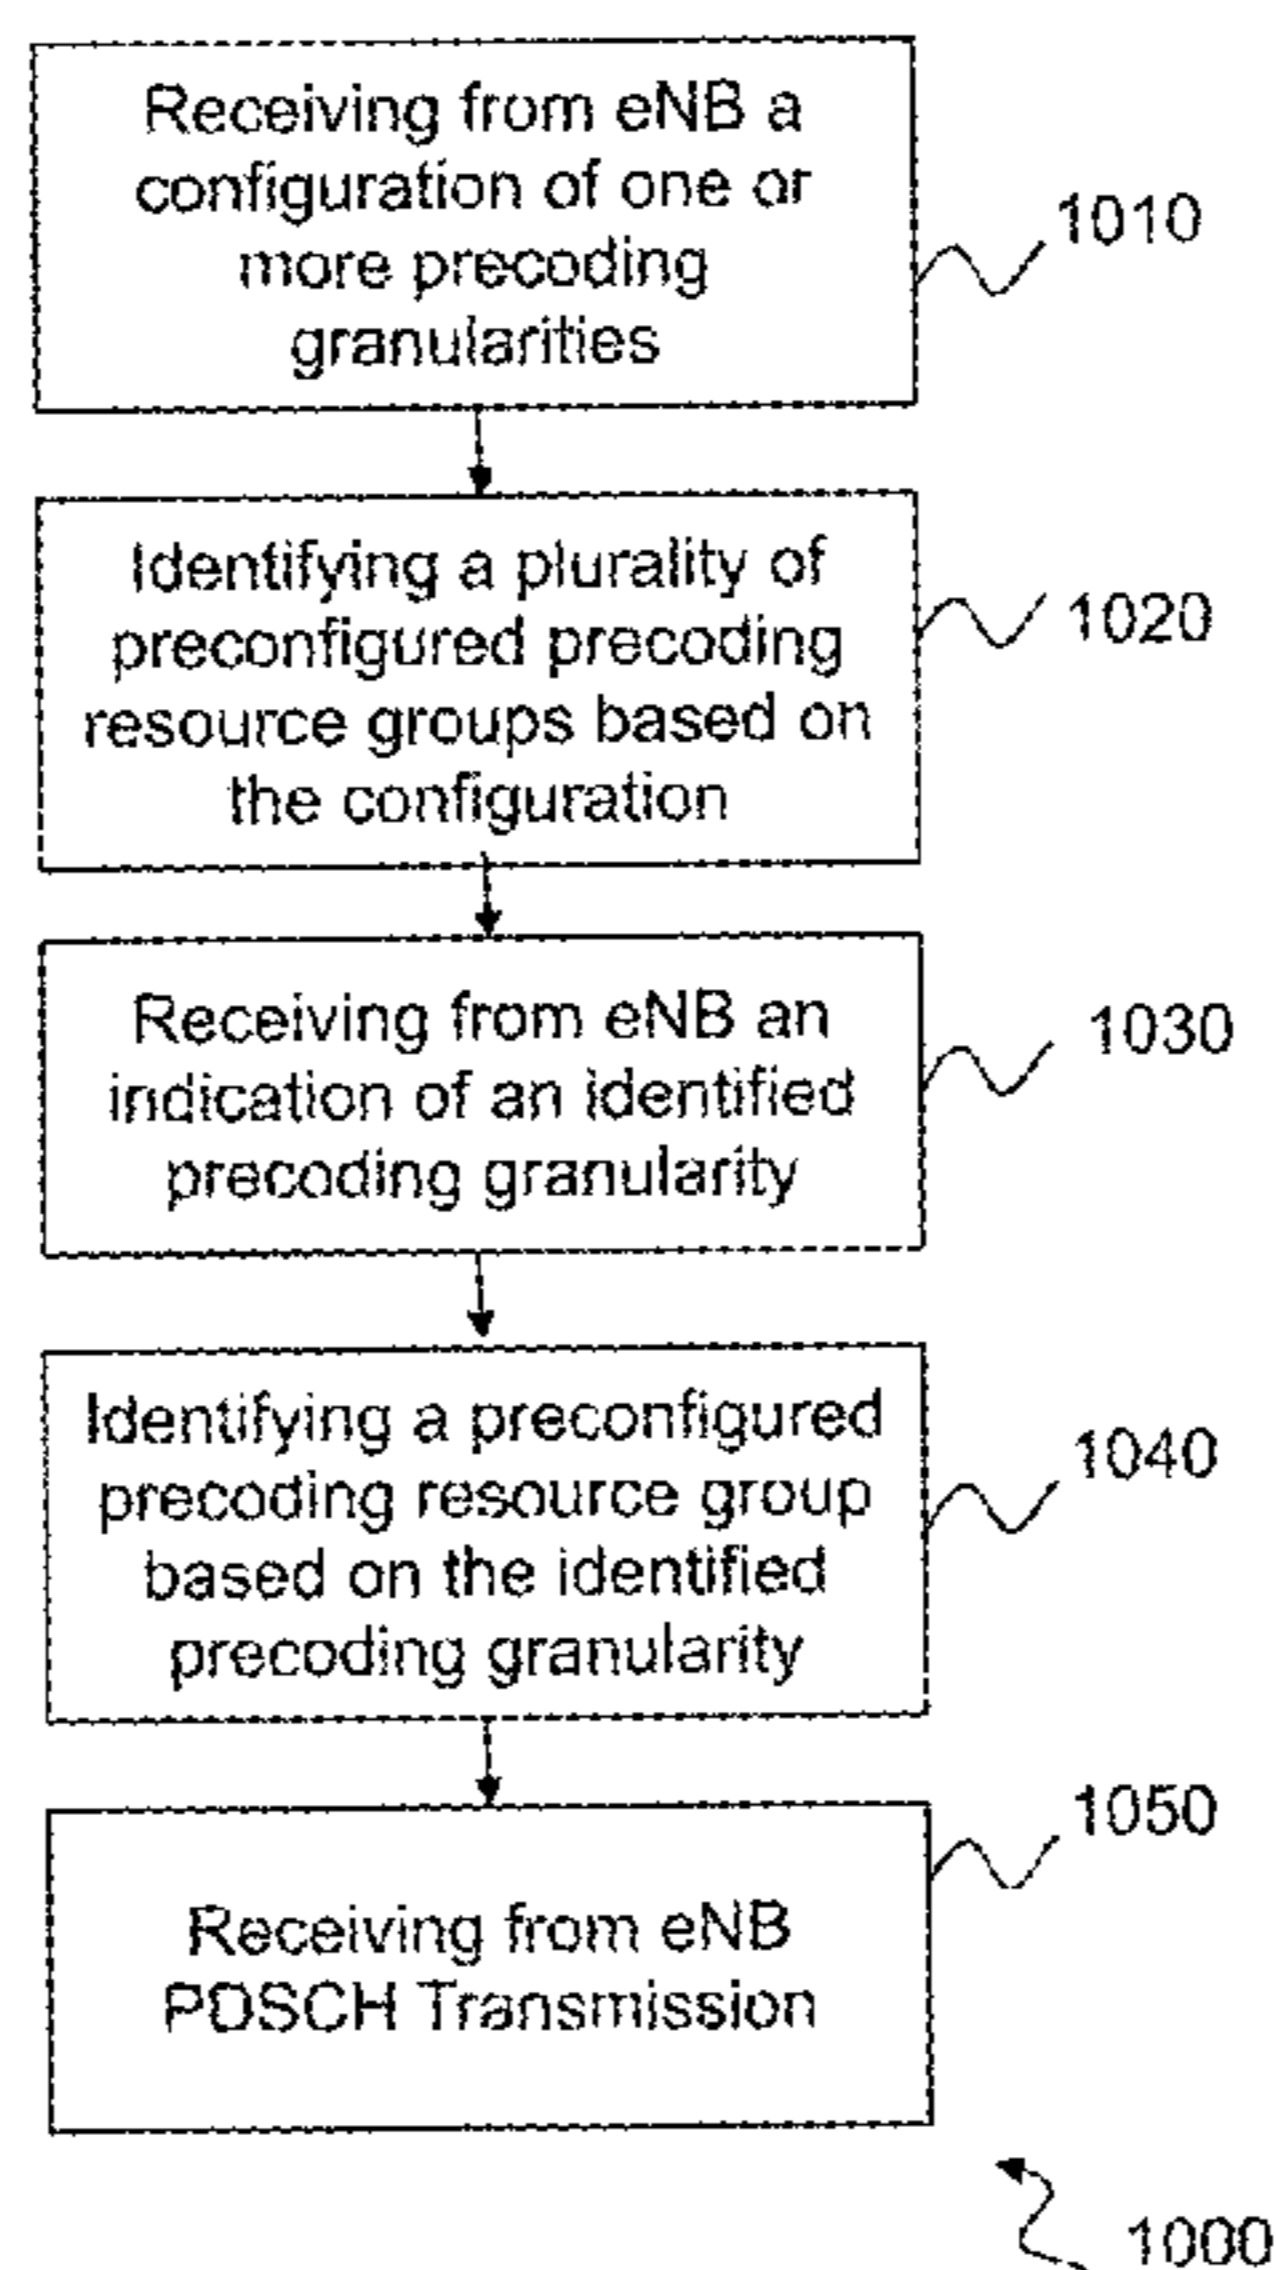 Receiving from eNB a
configuration of one or
more precoding
granularities
1010
Identifying a plurality of
preconfigured precoding
resource groups based on
the configuration
1020
Receiving from eNB an
indication of an identified
precoding granularity
1030
Identifying a preconfigured
precoding resource group
based on the identified
precoding granularity
1040
Receiving from eNB
PDSCH Transmission
1050
1000